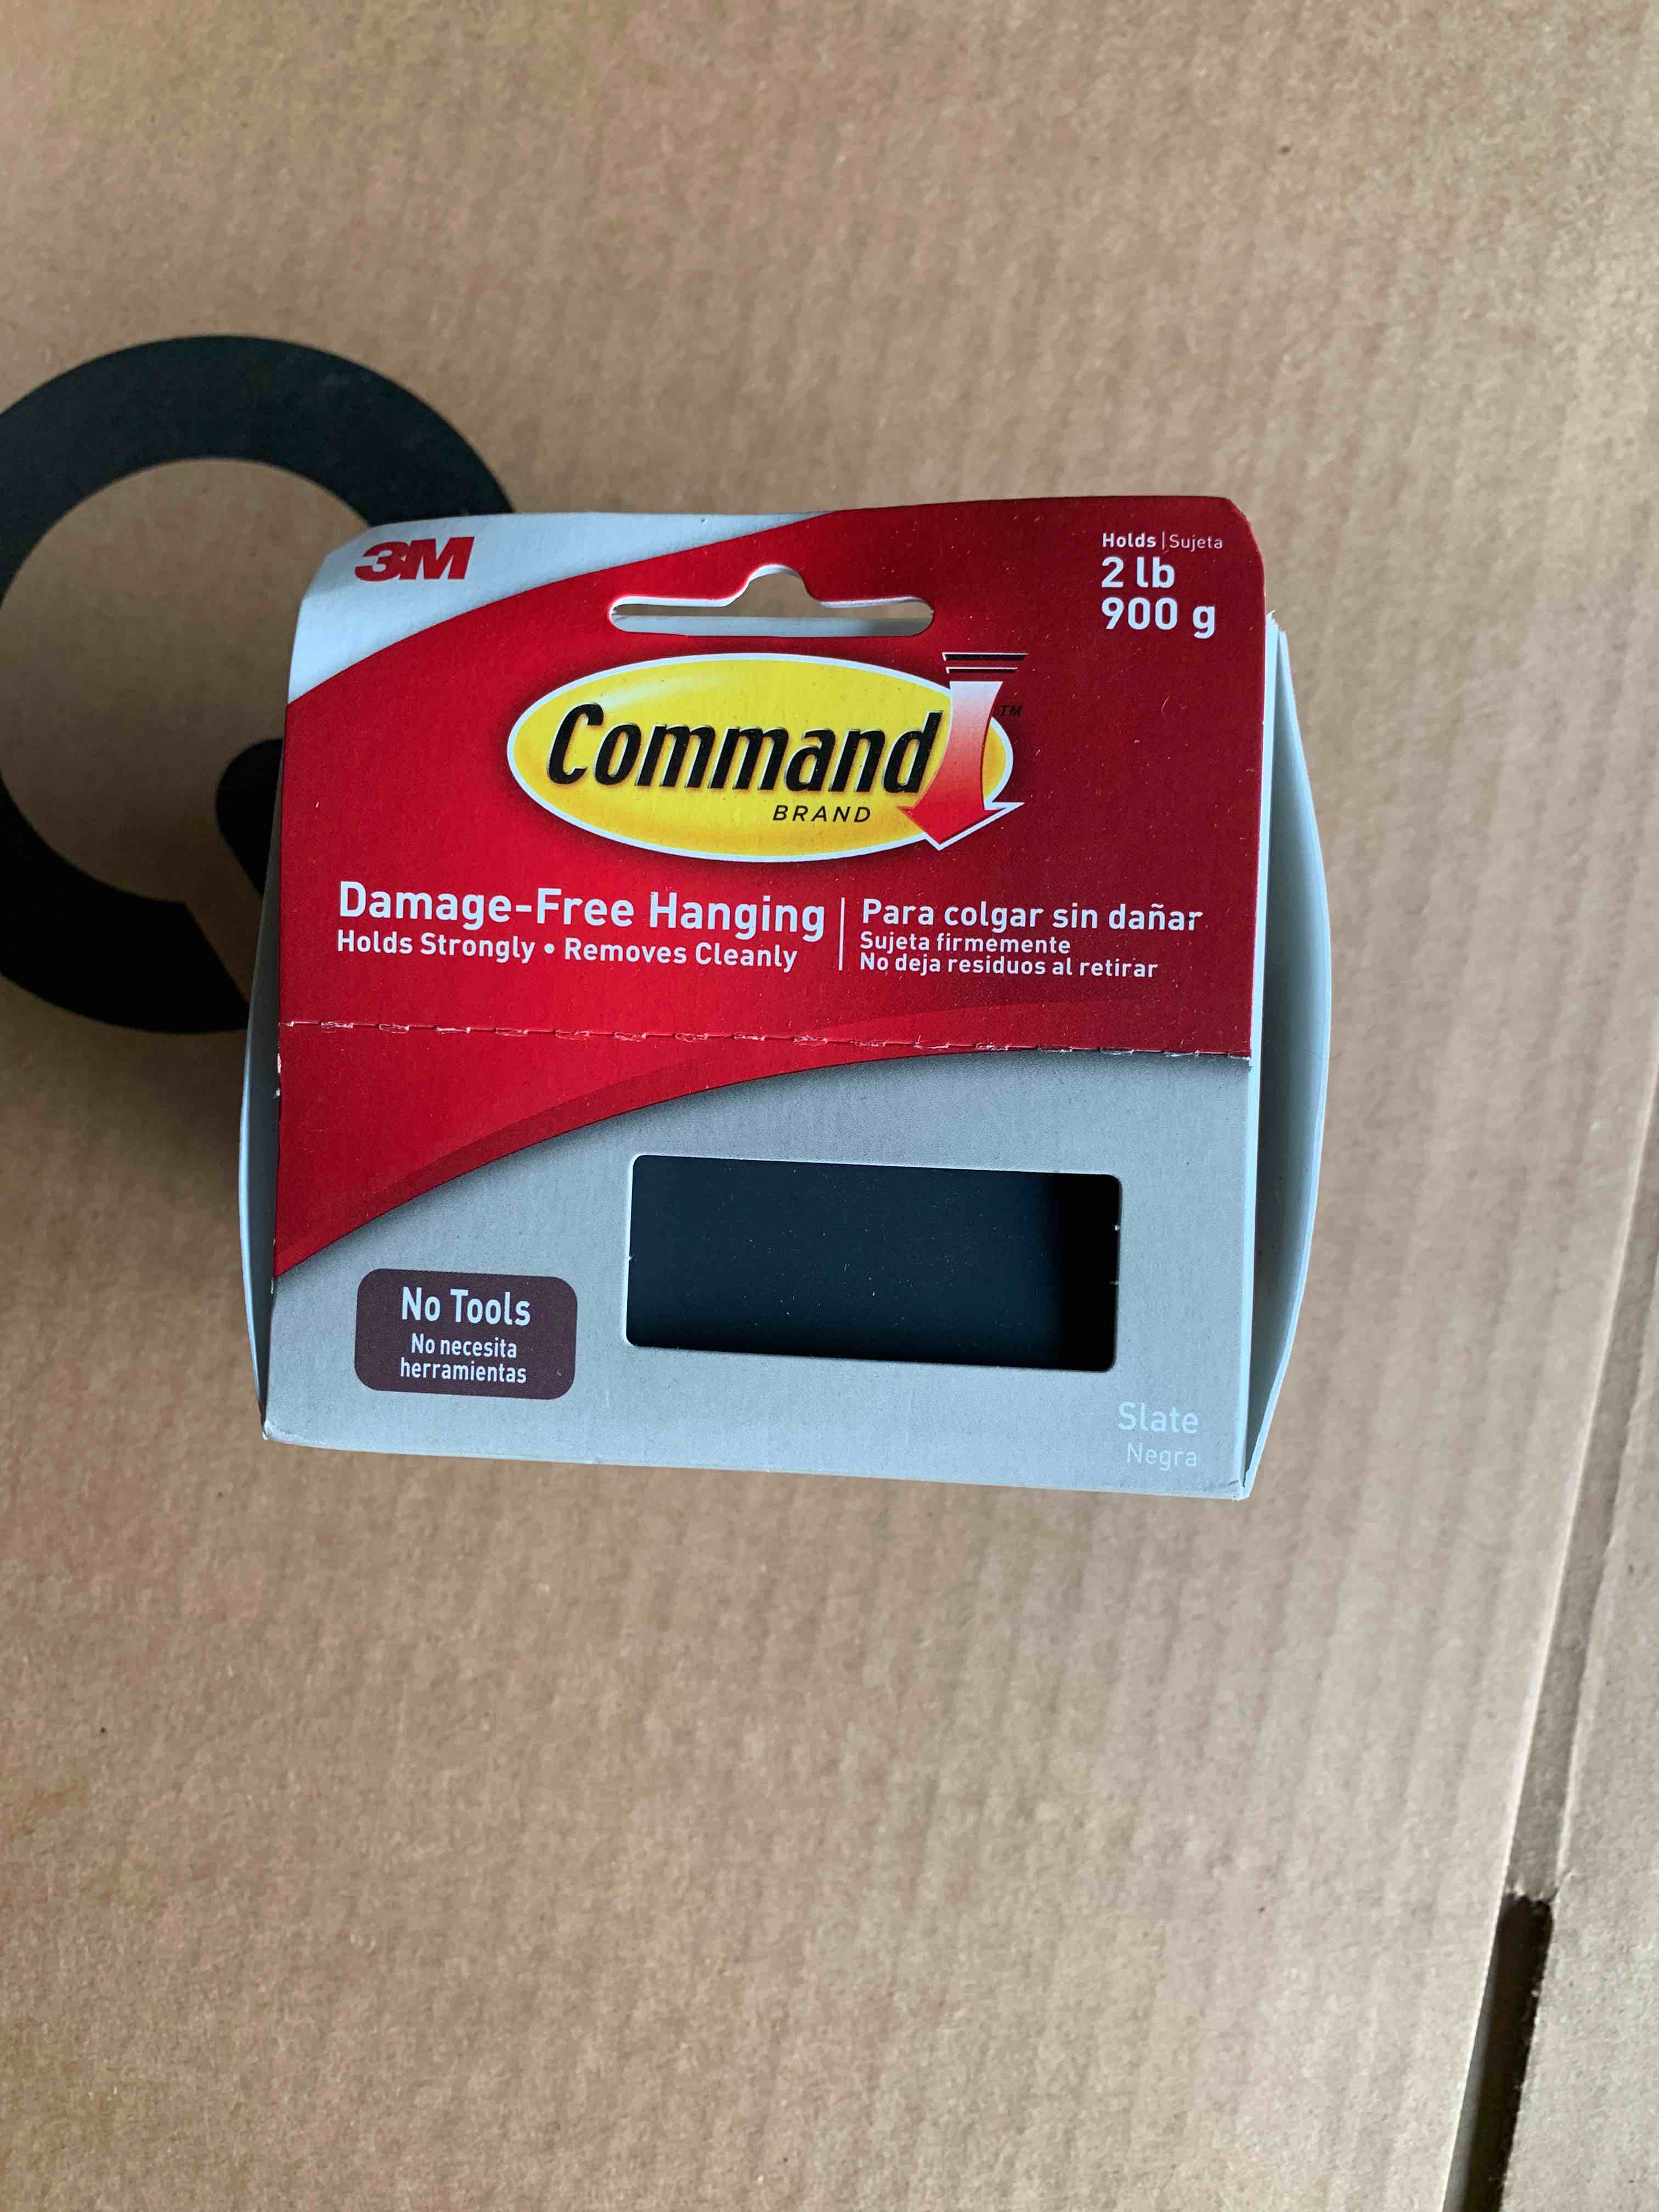 3M
Holds | Sujeta
2 lb
900 g
Command™
BRAND
Damage-Free Hanging
Holds Strongly • Removes Cleanly
Para colgar sin dañar
Sujeta firmemente
No deja residuos al retirar
No Tools
No necesita
herramientas
Slate
Negra